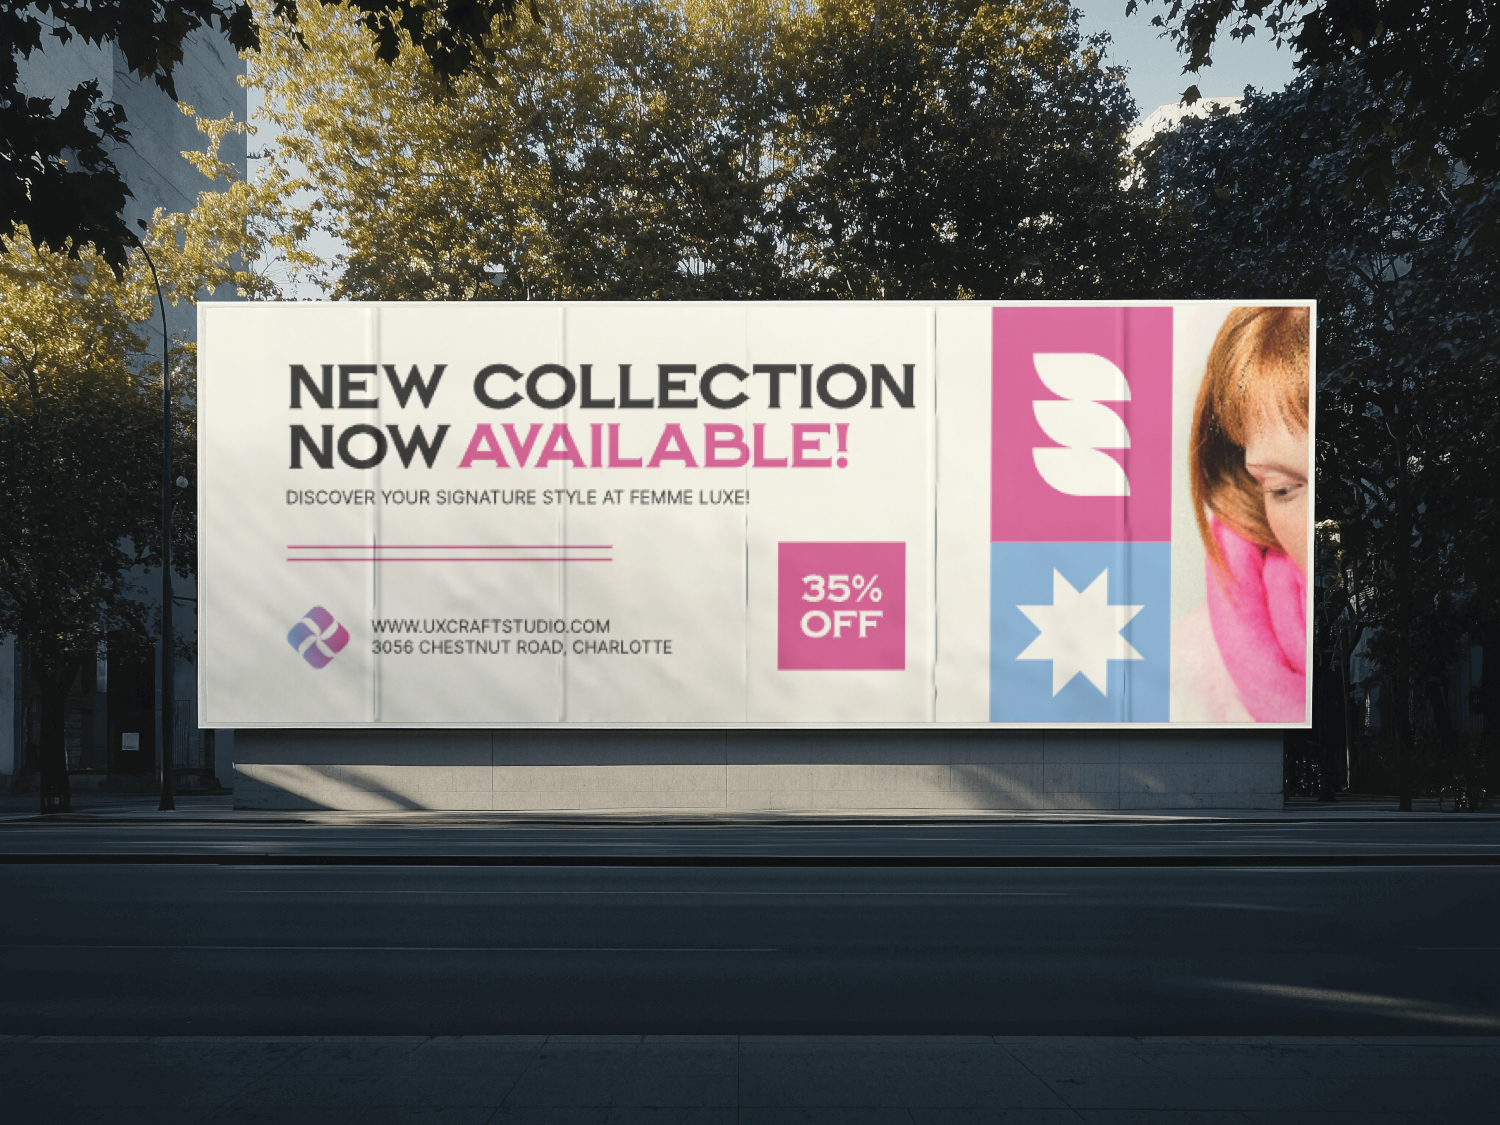 NEW COLLECTION
NOW AVAILABLE!
DISCOVER YOUR SIGNATURE STYLE AT FEMME LUXE!
35%
OFF
WWW.UXCRAFTSTUDIO.COM
3056 CHESTNUT ROAD, CHARLOTTE